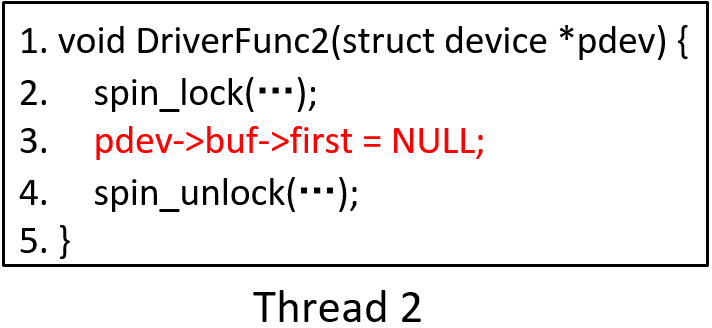 1. void DriverFunc2(struct device *pdev) {
2. spin_lock(⋯);
3. pdev->buf->first = NULL;
4. spin_unlock(⋯);
5. }
Thread 2